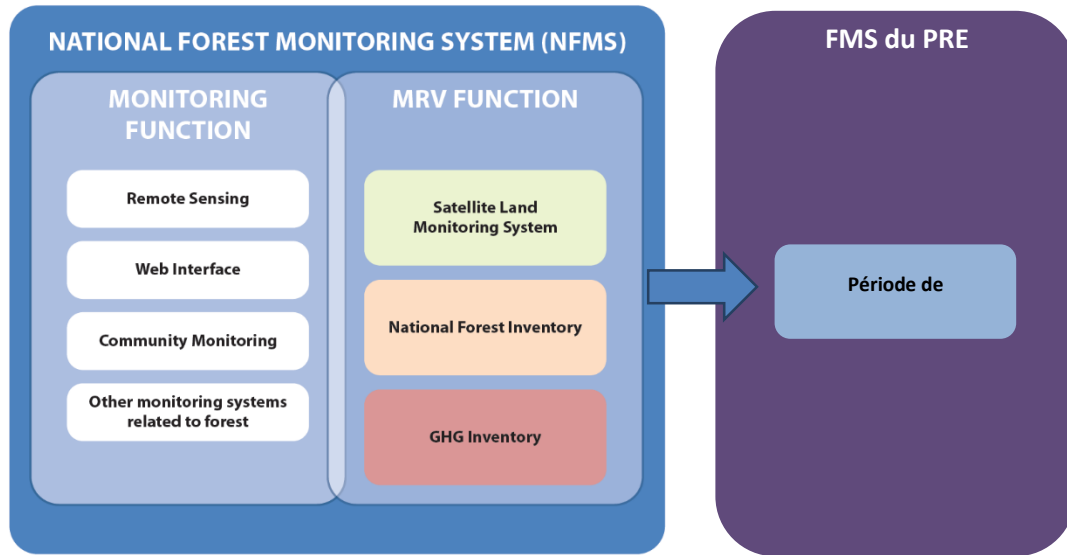 NATIONAL FOREST MONITORING SYSTEM (NFMS)
MONITORING
FUNCTION
Remote Sensing
Web Interface
Community Monitoring
Other monitoring systems
related to forest
MRV FUNCTION
Satellite Land
Monitoring System
National Forest Inventory
GHG Inventory
FMS du PRE
Période de